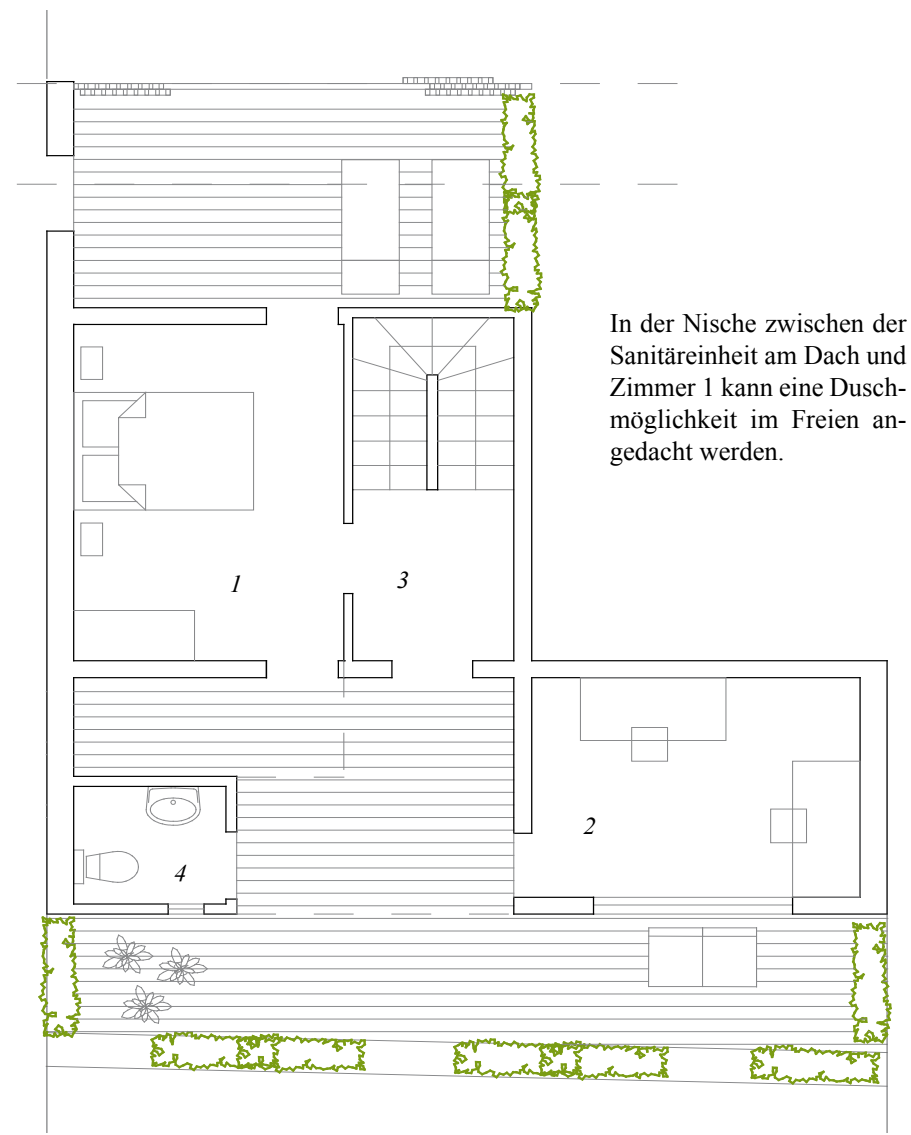 In der Nische zwischen der
Sanitäreinheit am Dach und
Zimmer 1 kann eine Dusch-
möglichkeit im Freien an-
gedacht werden.
1
3
2
4